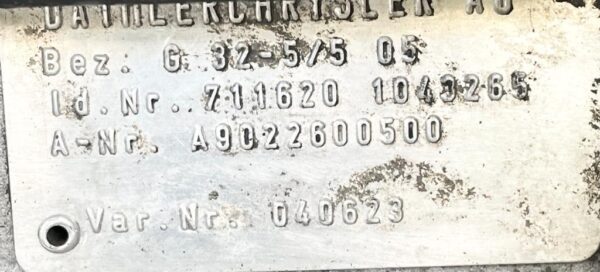 DAIMLERCHRYSLER AG
Bez. G 32-5/5 05
Id.Nr. 711620 1043265
A-Nr. A9022600500
Var.Nr. 040623